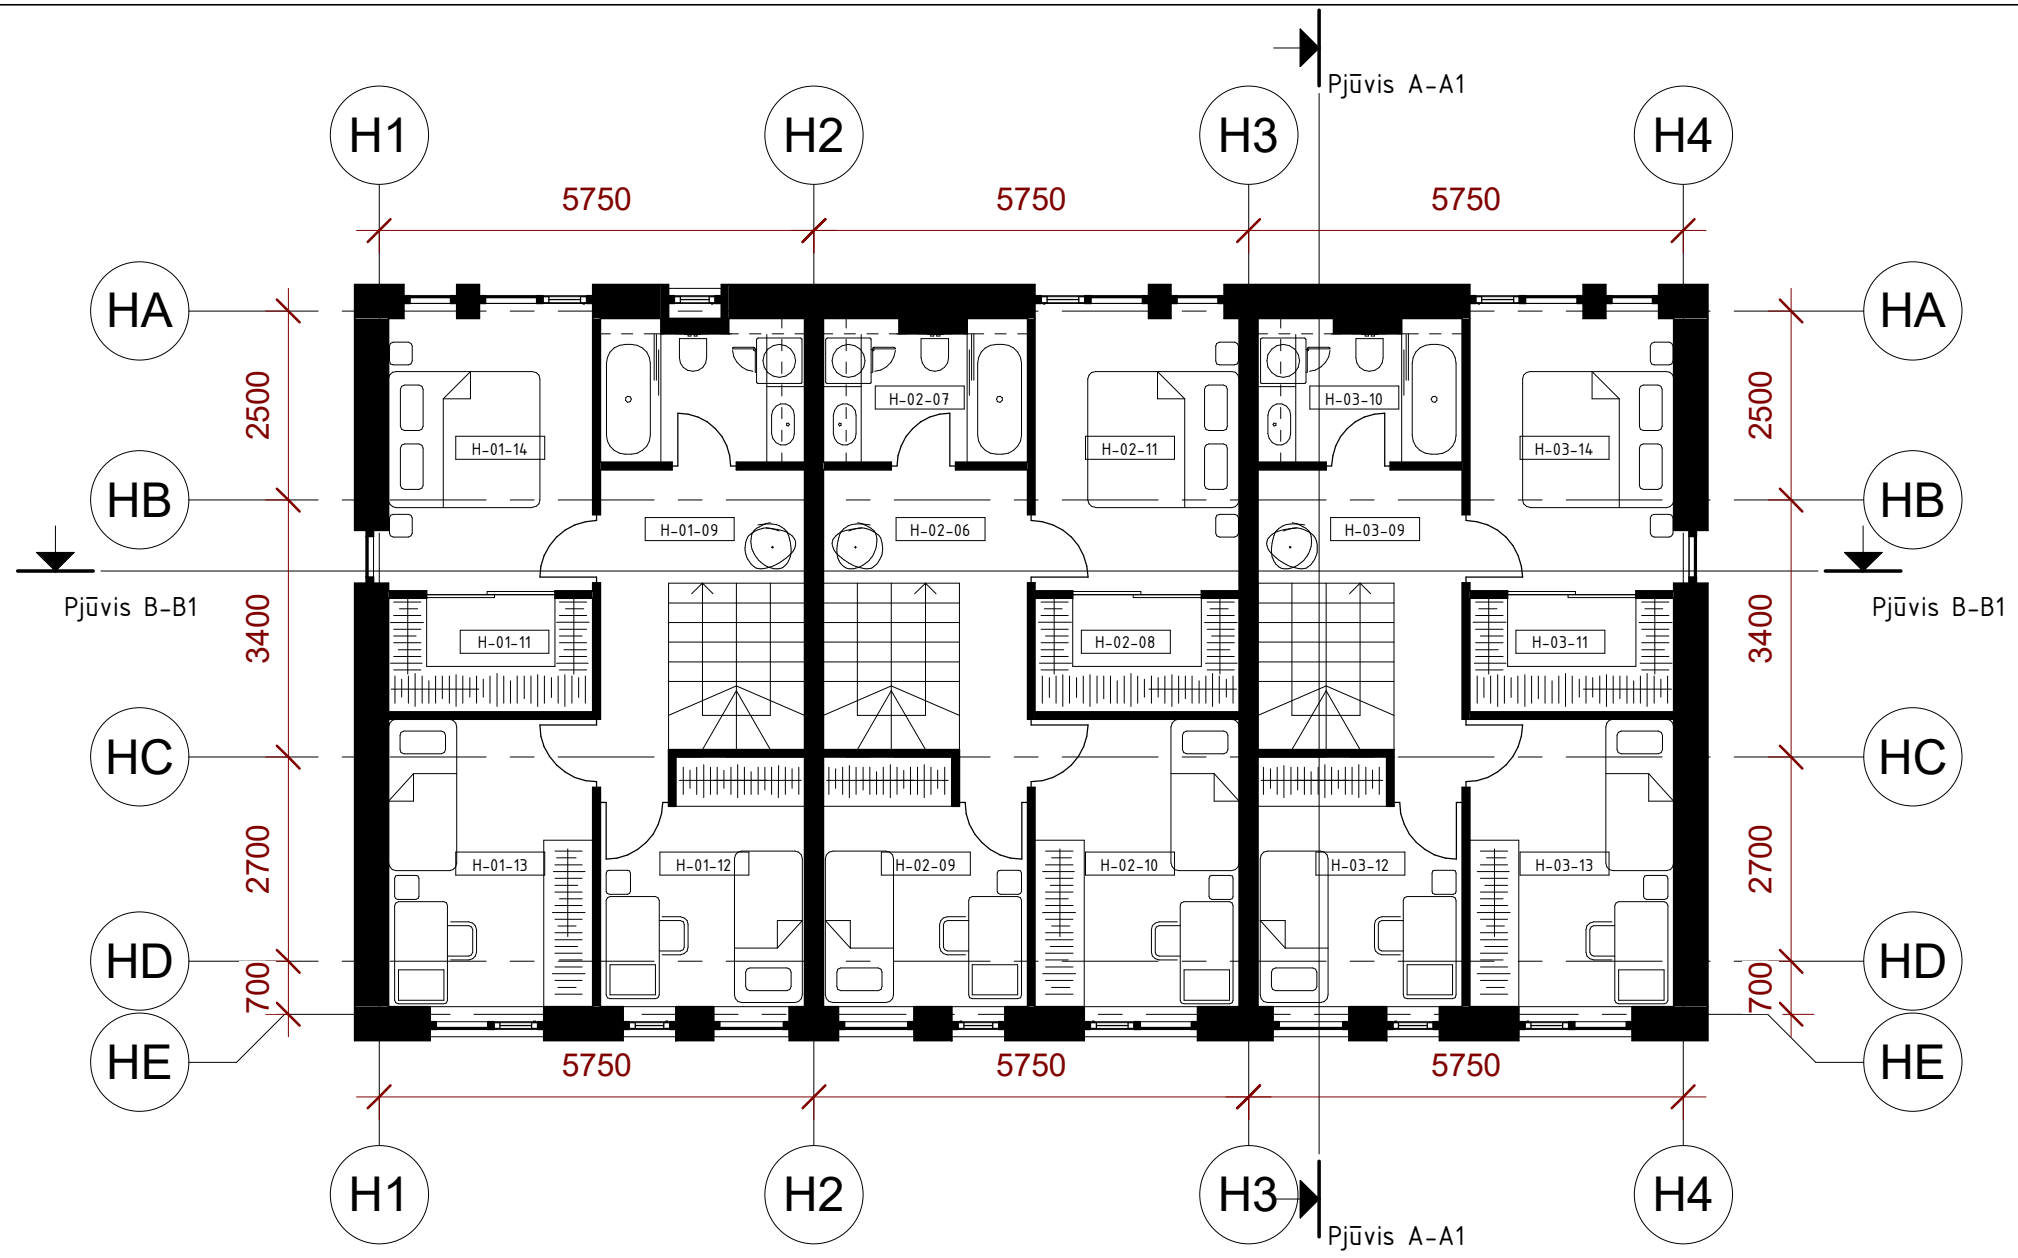 Pjūvis A-A1
H1 H2 H3 H4
5750 5750 5750
HA HA
2500 2500
H-02-07 H-03-10
H-01-14 H-02-11 H-03-14
HB HB
H-01-09 H-02-06 H-03-09
Pjūvis B-B1 Pjūvis B-B1
3400 3400
H-01-11 H-02-08 H-03-11
HC HC
2700 2700
H-01-13 H-01-12 H-02-09 H-02-10 H-03-12 H-03-13
HD HD
700 700
HE HE
5750 5750 5750
H1 H2 H3 H4
Pjūvis A-A1